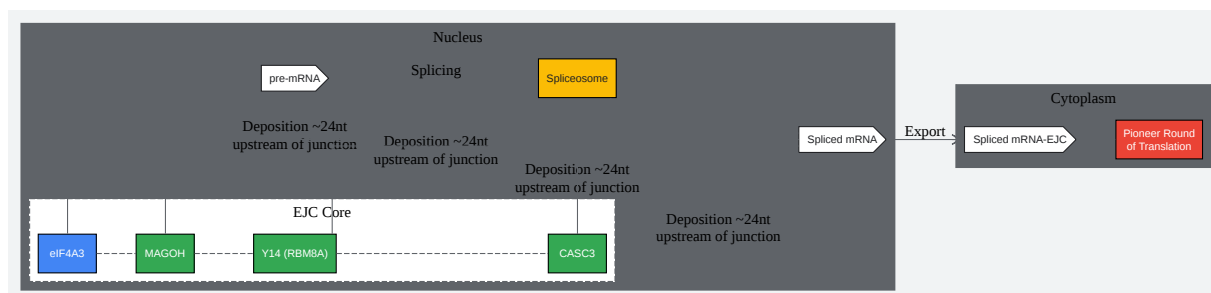 Nucleus
pre-mRNA
Splicing
Spliceosome
Deposition ~24nt
upstream of junction
Deposition ~24nt
upstream of junction
Deposition ~24nt
upstream of junction
Deposition ~24nt
upstream of junction
EJC Core
eIF4A3
MAGOH
Y14 (RBM8A)
CASC3
Spliced mRNA
Export
Cytoplasm
Spliced mRNA-EJC
Pioneer Round
of Translation